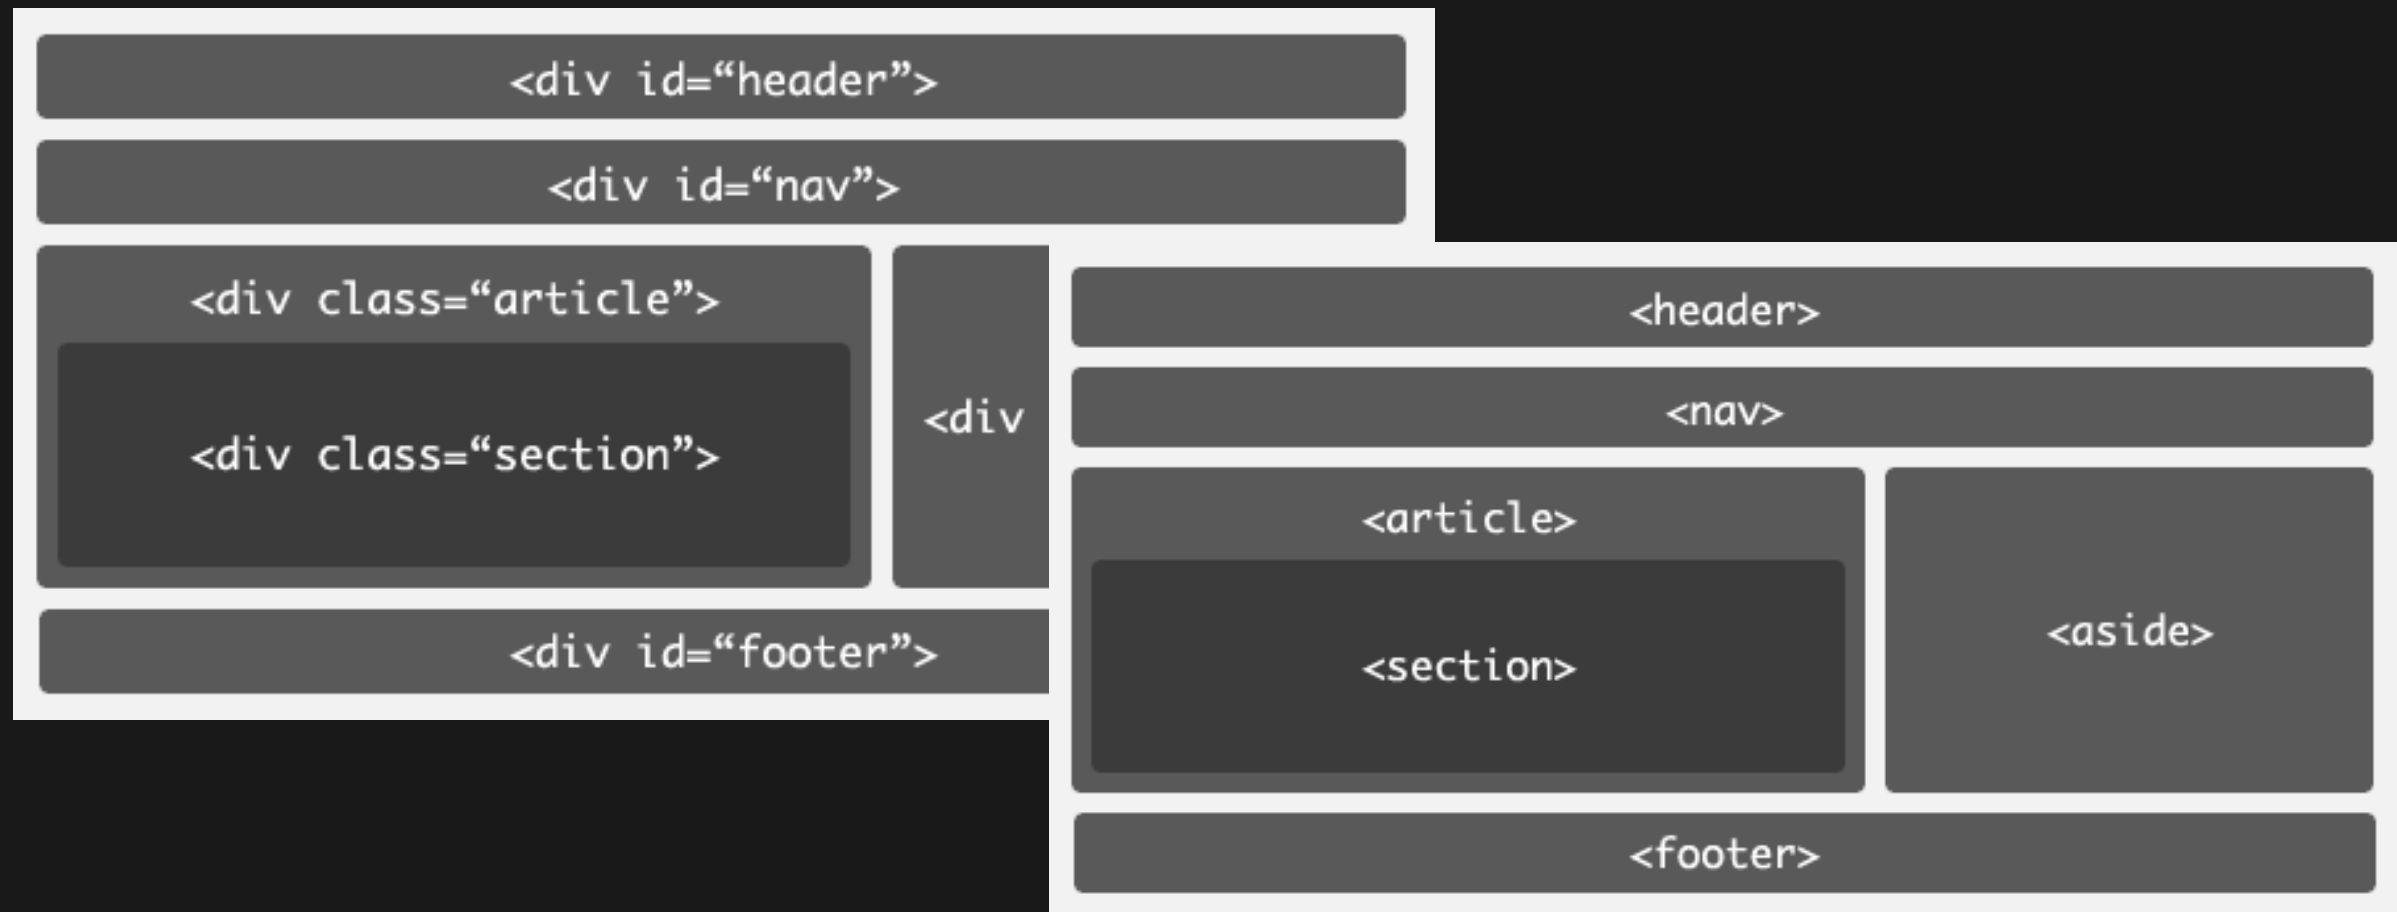 <div id=“header”>
<div id=“nav”>
<div class=“article”>
<div class=“section”>
<div
<div id=“footer”>
<header>
<nav>
<article>
<section>
<aside>
<footer>